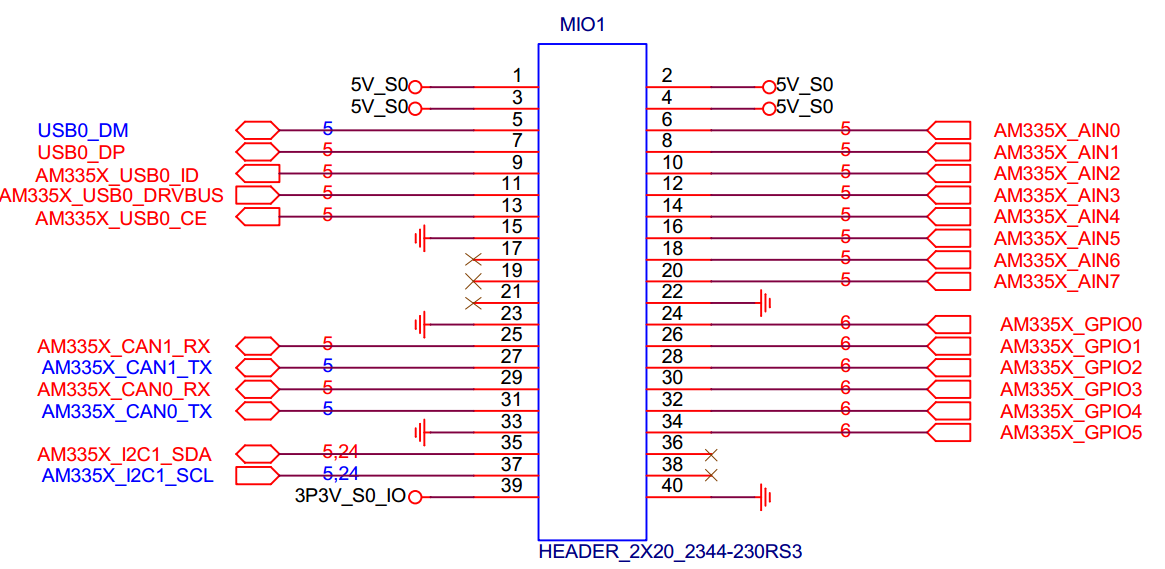 MIO1
5V_S0 1 2 5V_S0
5V_S0 3 4 5V_S0
USB0_DM 5 5 6 5 AM335X_AIN0
USB0_DP 5 7 8 5 AM335X_AIN1
AM335X_USB0_ID 5 9 10 5 AM335X_AIN2
AM335X_USB0_DRVBUS 5 11 12 5 AM335X_AIN3
AM335X_USB0_CE 5 13 14 5 AM335X_AIN4
15 16 5 AM335X_AIN5
17 18 5 AM335X_AIN6
19 20 5 AM335X_AIN7
21 22
23 24 6 AM335X_GPIO0
AM335X_CAN1_RX 5 25 26 6 AM335X_GPIO1
AM335X_CAN1_TX 5 27 28 6 AM335X_GPIO2
AM335X_CAN0_RX 5 29 30 6 AM335X_GPIO3
AM335X_CAN0_TX 5 31 32 6 AM335X_GPIO4
33 34 6 AM335X_GPIO5
AM335X_I2C1_SDA 5,24 35 36
AM335X_I2C1_SCL 5,24 37 38
3P3V_S0_IO 39 40
HEADER_2X20_2344-230RS3